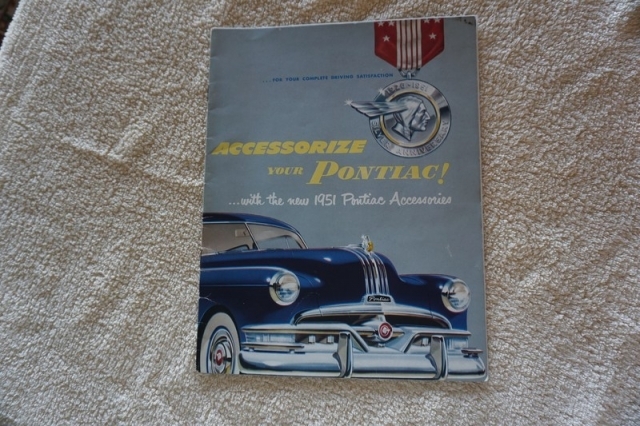 ....FOR YOUR COMPLETE DRIVING SATISFACTION
ACCESSORIZE
YOUR PONTIAC!
...with the new 1951 Pontiac Accessories
Pontiac